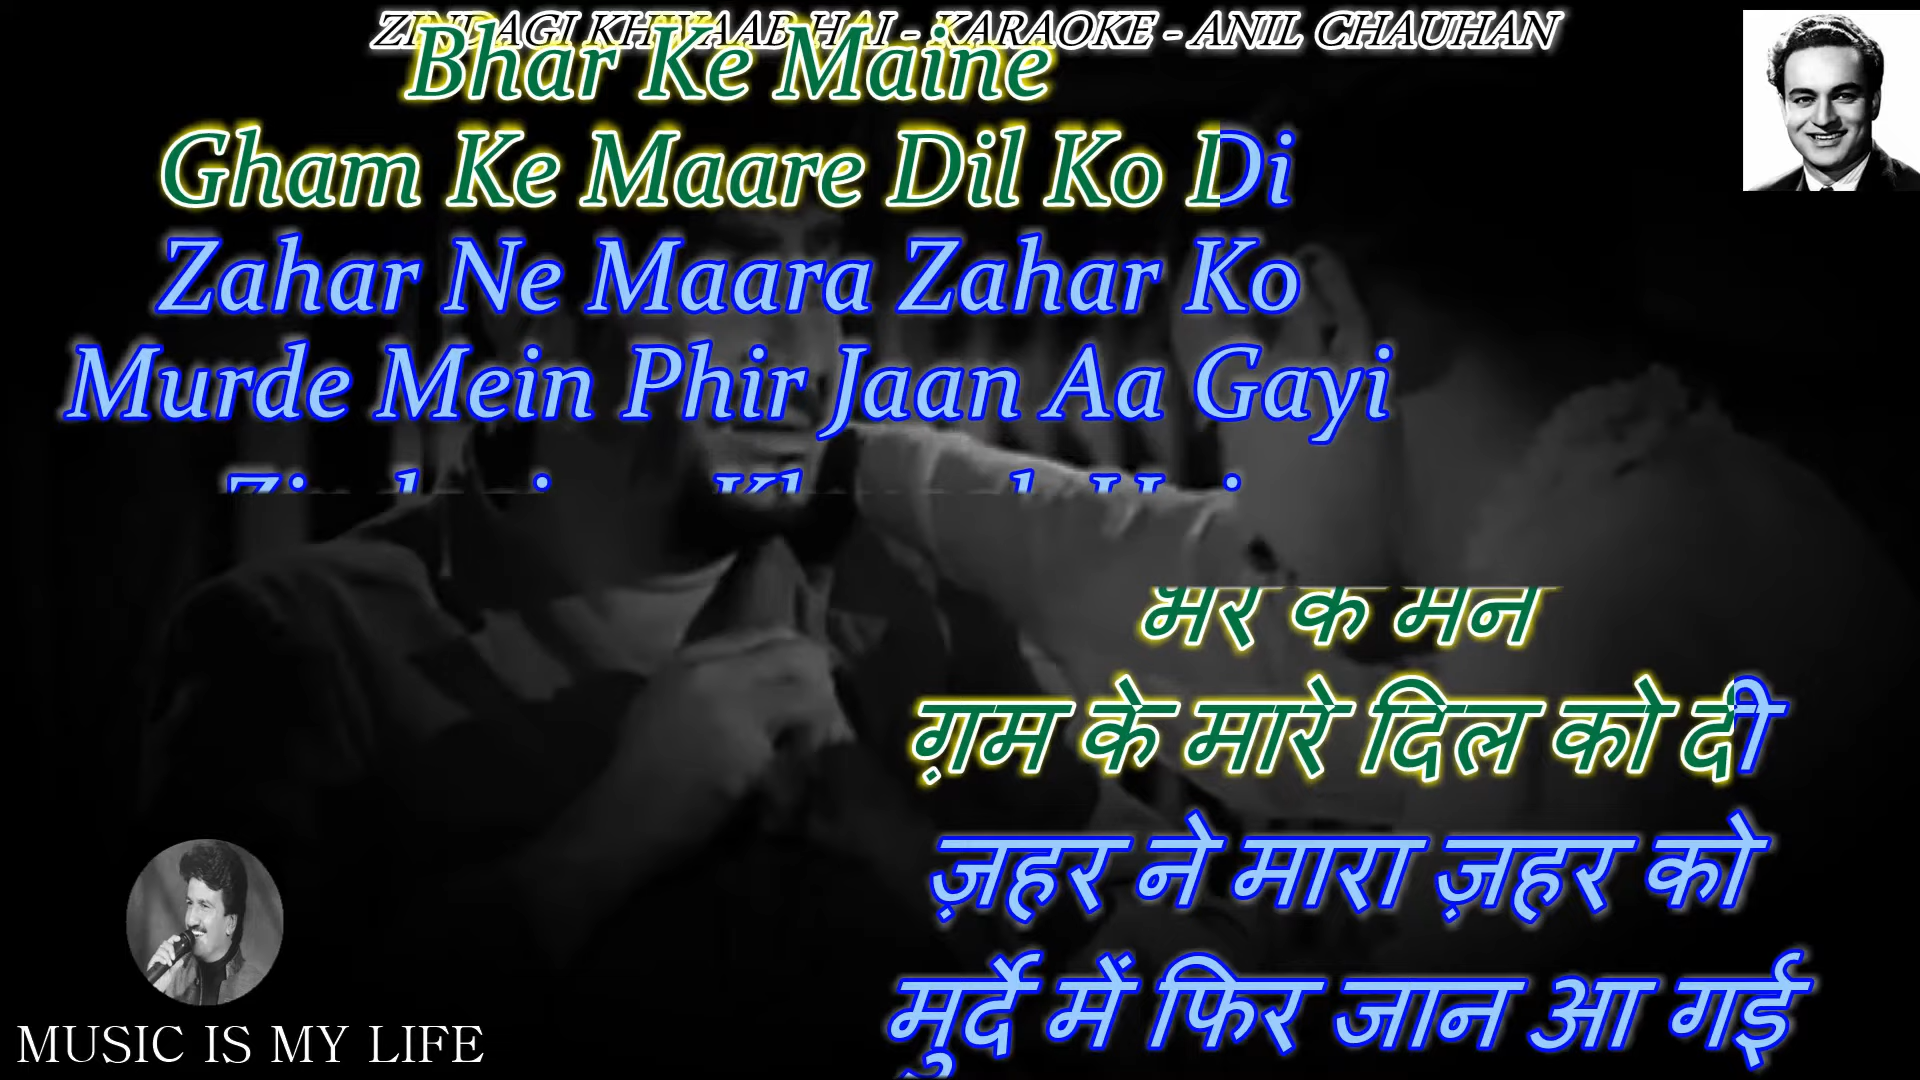 ZINDAGI KHWAAB HAI - KARAOKE - ANIL CHAUHAN
Bhar Ke Maine
Gham Ke Maare Dil Ko Di
Zahar Ne Maara Zahar Ko
Murde Mein Phir Jaan Aa Gayi
भर के मैंने
ग़म के मारे दिल को दी
ज़हर ने मारा ज़हर को
मुर्दे में फिर जान आ गई
MUSIC IS MY LIFE